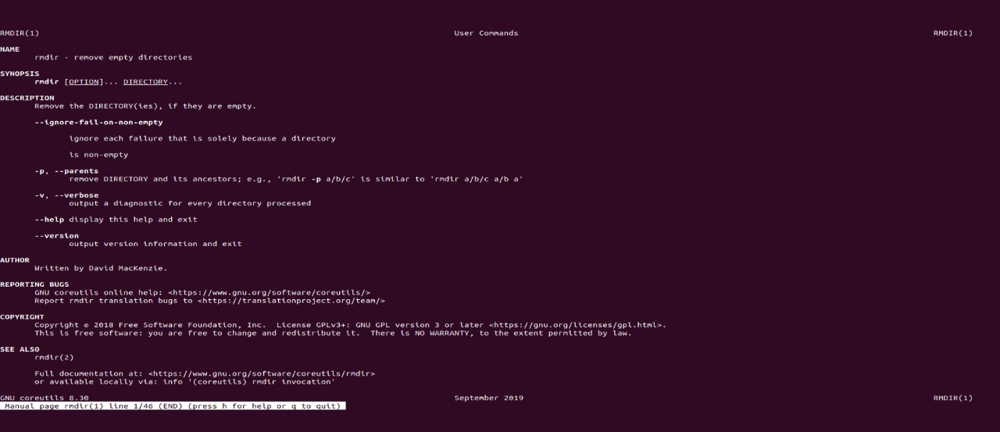 RMDIR(1) User Commands RMDIR(1)
NAME
rmdir - remove empty directories
SYNOPSIS
rmdir [OPTION]... DIRECTORY...
DESCRIPTION
Remove the DIRECTORY(ies), if they are empty.
--ignore-fail-on-non-empty
ignore each failure that is solely because a directory
is non-empty
-p, --parents
remove DIRECTORY and its ancestors; e.g., 'rmdir -p a/b/c' is similar to 'rmdir a/b/c a/b a'
-v, --verbose
output a diagnostic for every directory processed
--help display this help and exit
--version
output version information and exit
AUTHOR
Written by David MacKenzie.
REPORTING BUGS
GNU coreutils online help: <https://www.gnu.org/software/coreutils/>
Report rmdir translation bugs to <https://translationproject.org/team/>
COPYRIGHT
Copyright © 2018 Free Software Foundation, Inc.  License GPLv3+: GNU GPL version 3 or later <https://gnu.org/licenses/gpl.html>.
This is free software: you are free to change and redistribute it.  There is NO WARRANTY, to the extent permitted by law.
SEE ALSO
rmdir(2)
Full documentation at: <https://www.gnu.org/software/coreutils/rmdir>
or available locally via: info '(coreutils) rmdir invocation'
GNU coreutils 8.30 September 2019 RMDIR(1)
Manual page rmdir(1) line 1/46 (END) (press h for help or q to quit)